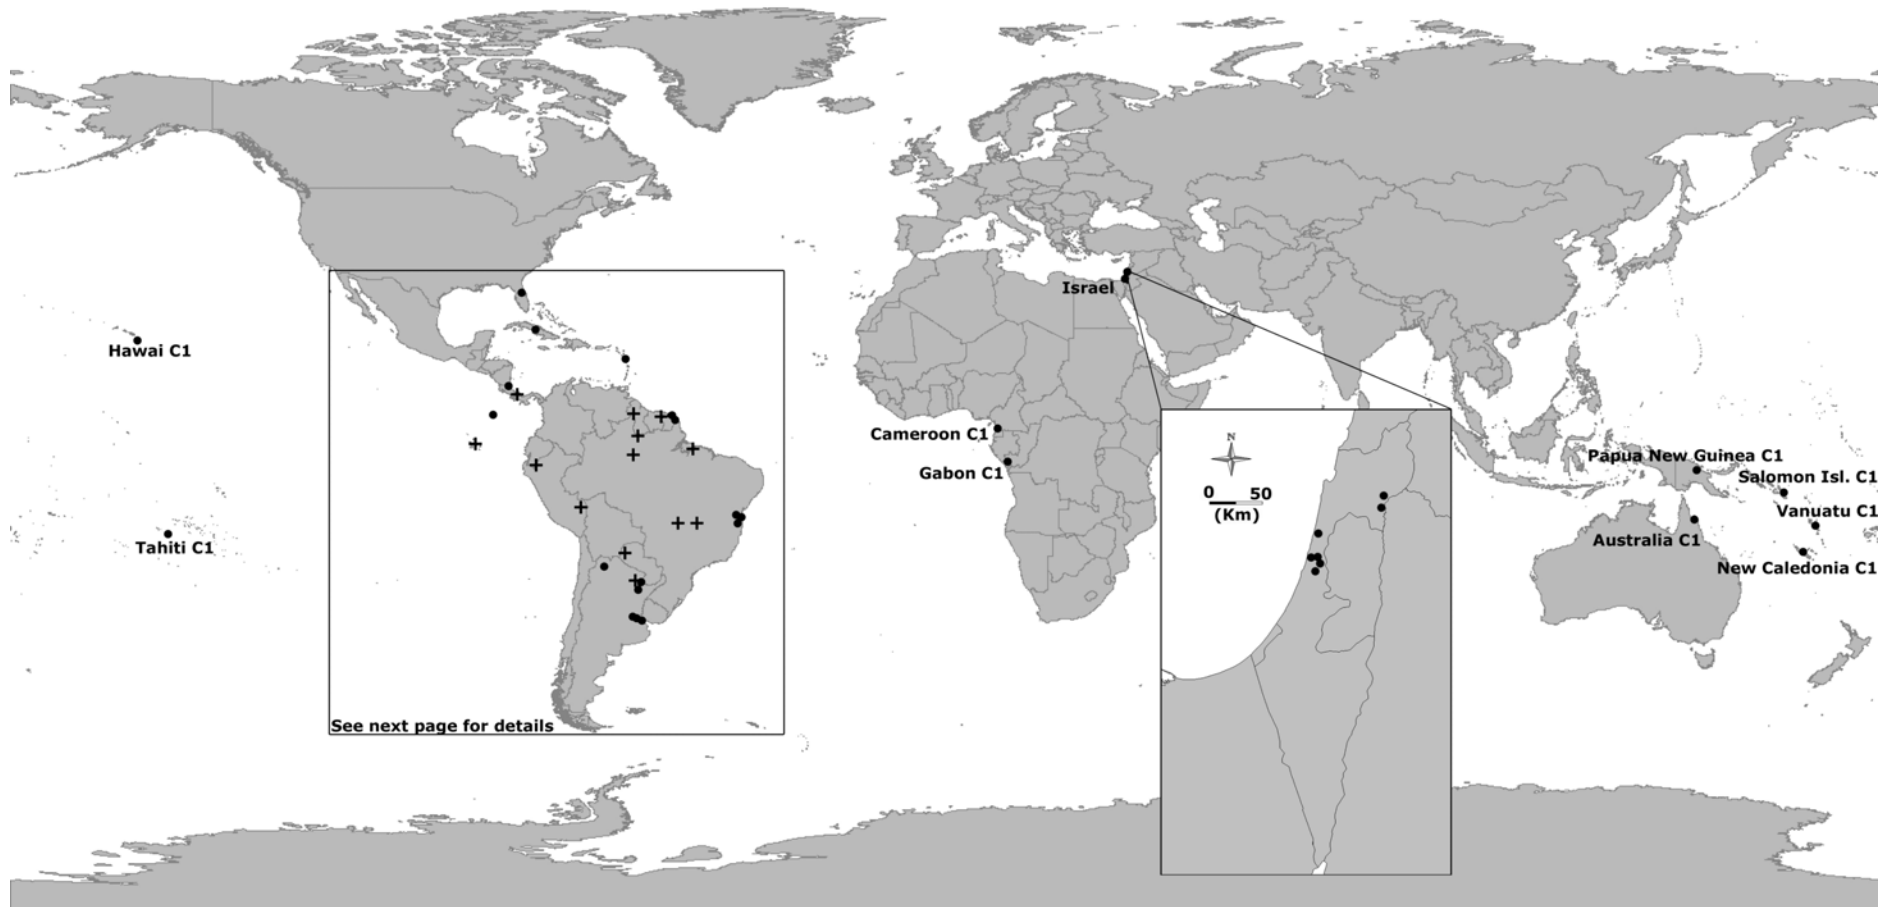 Israel
Hawai C1
N
Cameroon C1
Papua New Guinea C1
Gabon C1
Salomon Isl. C1
0 50
(Km)
Vanuatu C1
Tahiti C1
Australia C1
New Caledonia C1
See next page for details